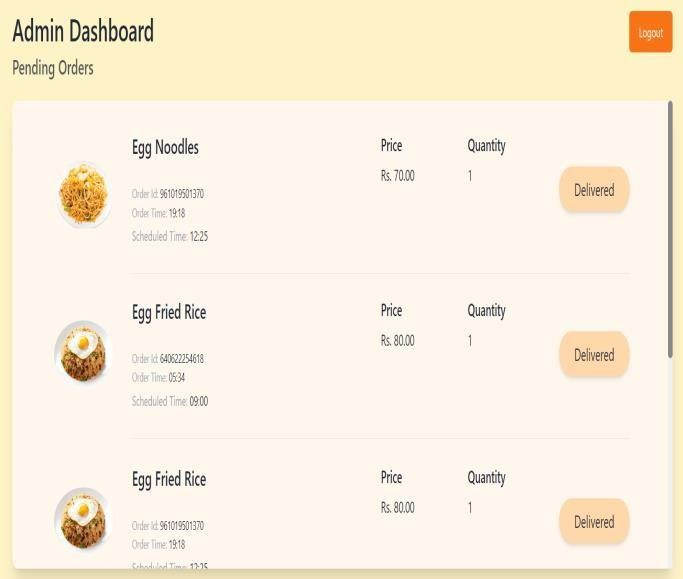 Admin Dashboard
Logout
Pending Orders
Egg Noodles
Price
Quantity
Rs. 70.00
1
Order Id: 961019501370
Order Time: 19:18
Scheduled Time: 12:25
Delivered
Egg Fried Rice
Price
Quantity
Rs. 80.00
1
Order Id: 640622254618
Order Time: 05:34
Scheduled Time: 09:00
Delivered
Egg Fried Rice
Price
Quantity
Rs. 80.00
1
Order Id: 961019501370
Order Time: 19:18
Scheduled Time: 12:25
Delivered